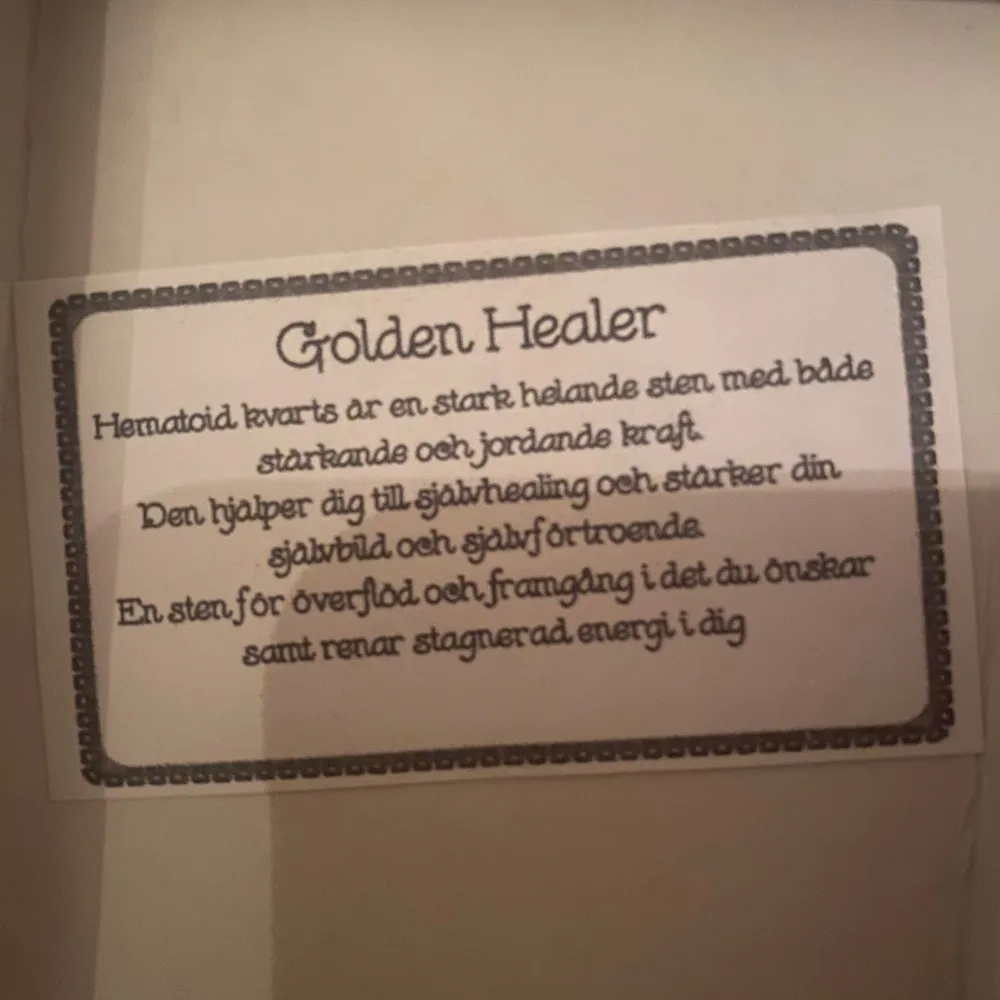 Golden Healer
Hematoid kvarts är en stark helande sten med både
stärkande och jordande kraft.
Den hjälper dig till självhealing och stärker din
självbild och självförtroende.
En sten för överflöd och framgång i det du önskar
samt renar stagnerad energi i dig